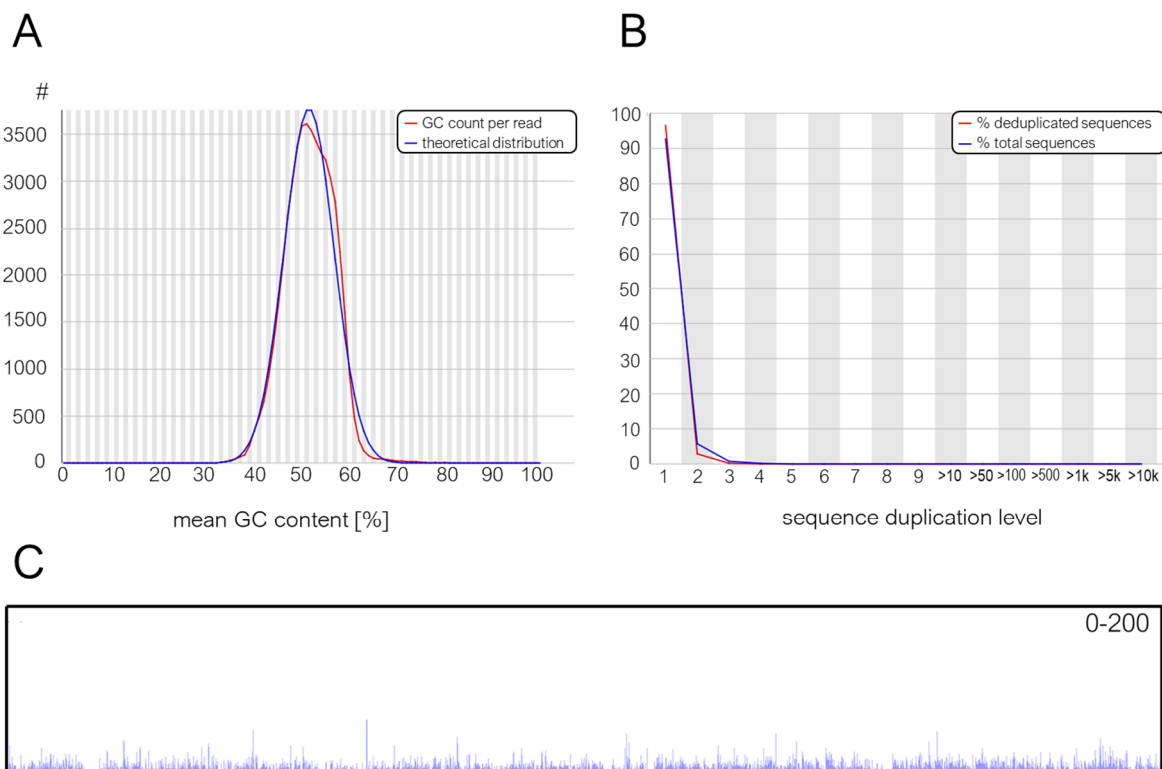 A
#
3500
3000
2500
2000
1500
1000
500
0
GC count per read
theoretical distribution
0 10 20 30 40 50 60 70 80 90 100
mean GC content [%]
B
100
90
80
70
60
50
40
30
20
10
0
% deduplicated sequences
% total sequences
1 2 3 4 5 6 7 8 9 >10 >50 >100 >500 >1k >5k >10k
sequence duplication level
C
0-200